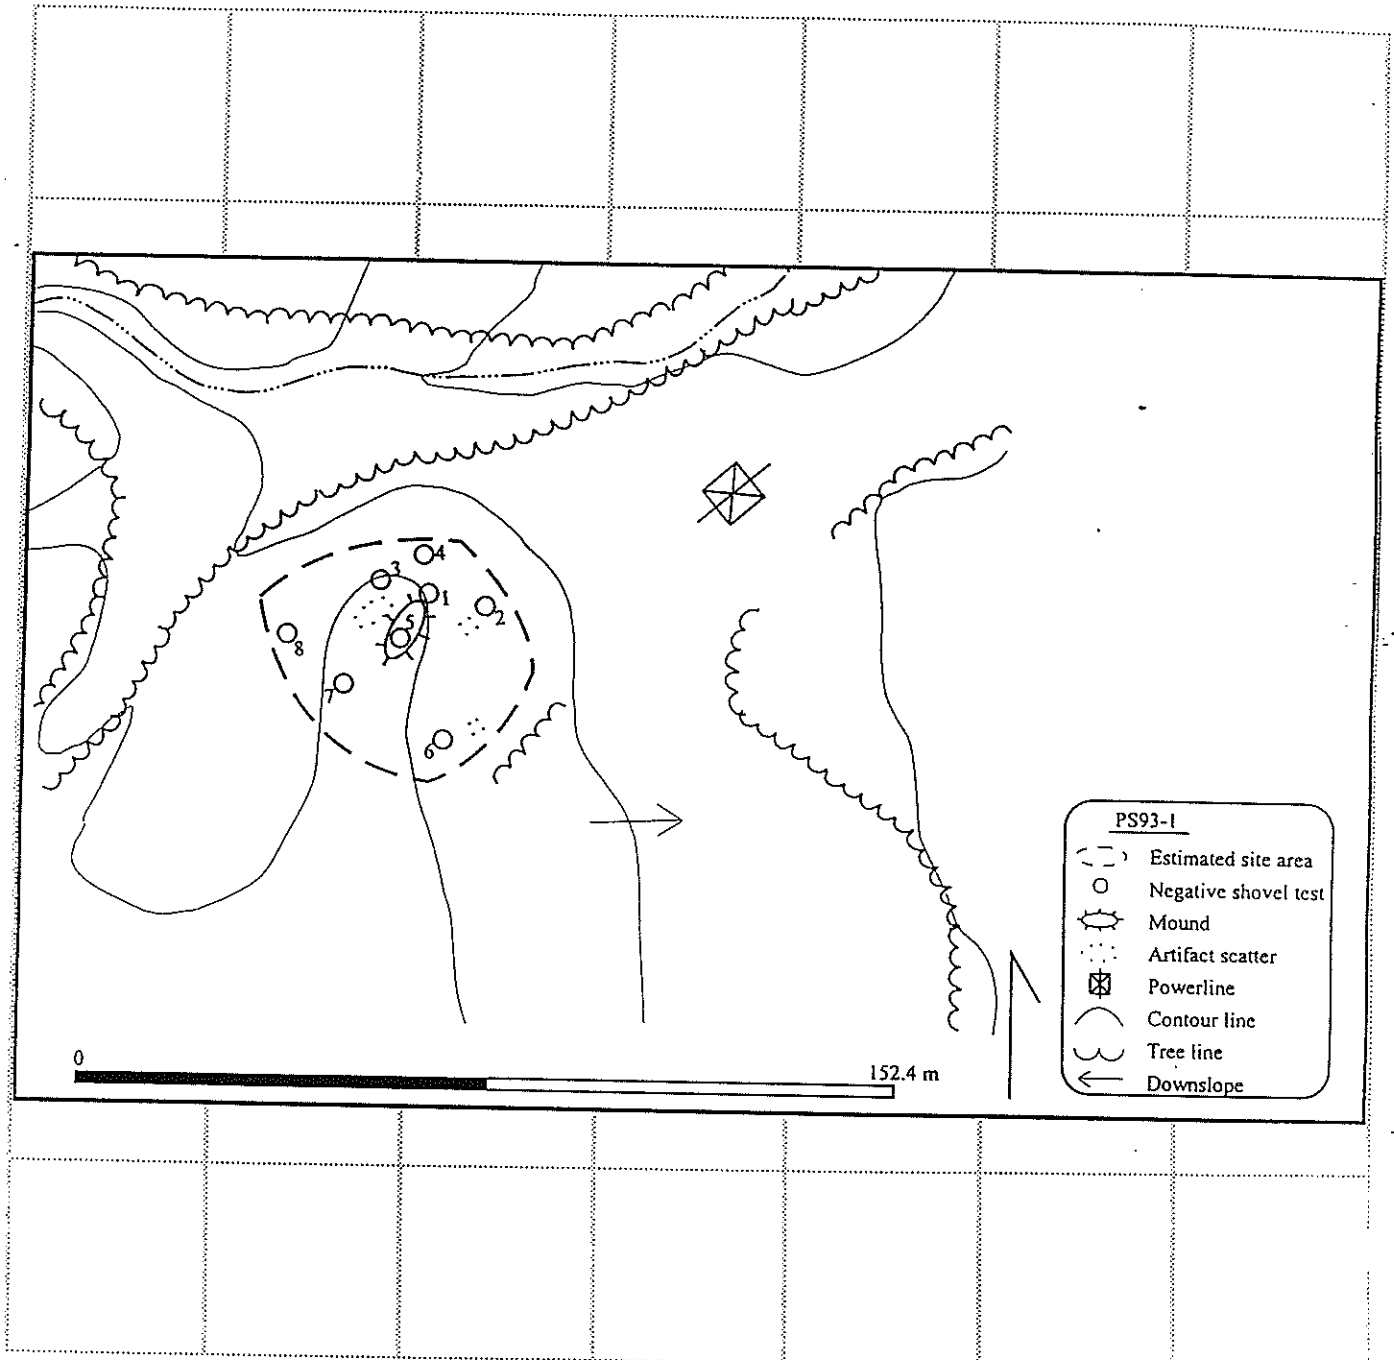 4
3
1
2
5
8
7
6
PS93-1
Estimated site area
Negative shovel test
Mound
Artifact scatter
Powerline
Contour line
Tree line
Downslope
0
152.4 m